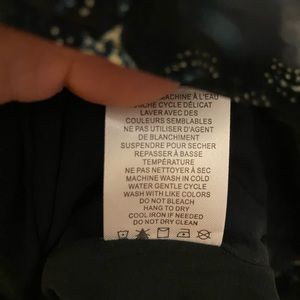 MACHINE À L'EAU
CYCLE DÉLICAT
LAVER AVEC DES
COULEURS SEMBLABLES
NE PAS UTILISER D'AGENT
DE BLANCHIMENT
SUSPENDRE POUR SECHER
REPASSER À BASSE
TEMPÉRATURE
NE PAS NETTOYER À SEC
MACHINE WASH IN COLD
WATER GENTLE CYCLE
WASH WITH LIKE COLORS
DO NOT BLEACH
HANG TO DRY
COOL IRON IF NEEDED
DO NOT DRY CLEAN